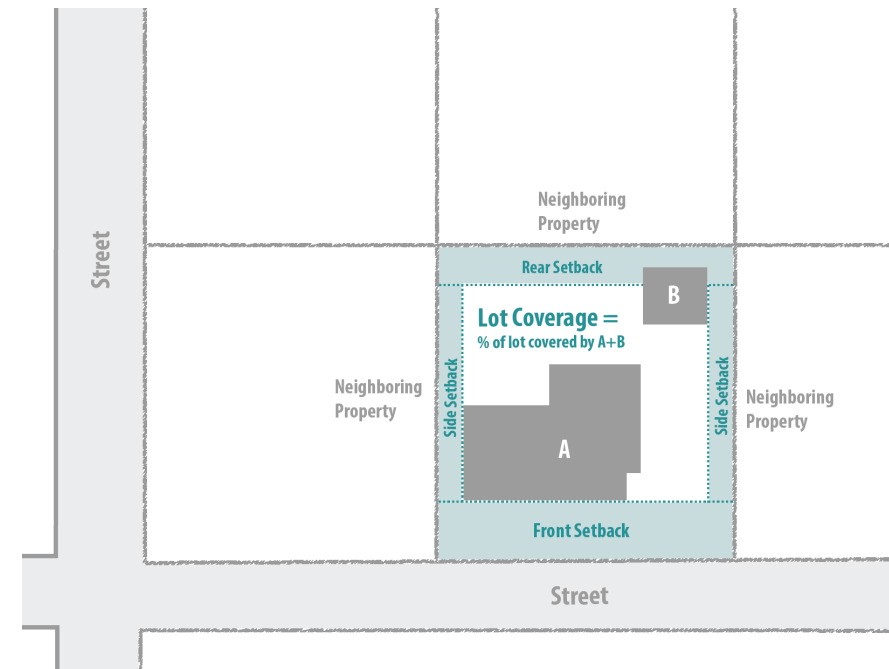 Neighboring
Property
Street
Rear Setback
B
Lot Coverage =
% of lot covered by A+B
Neighboring
Property
Side Setback
Side Setback
Neighboring
Property
A
Front Setback
Street